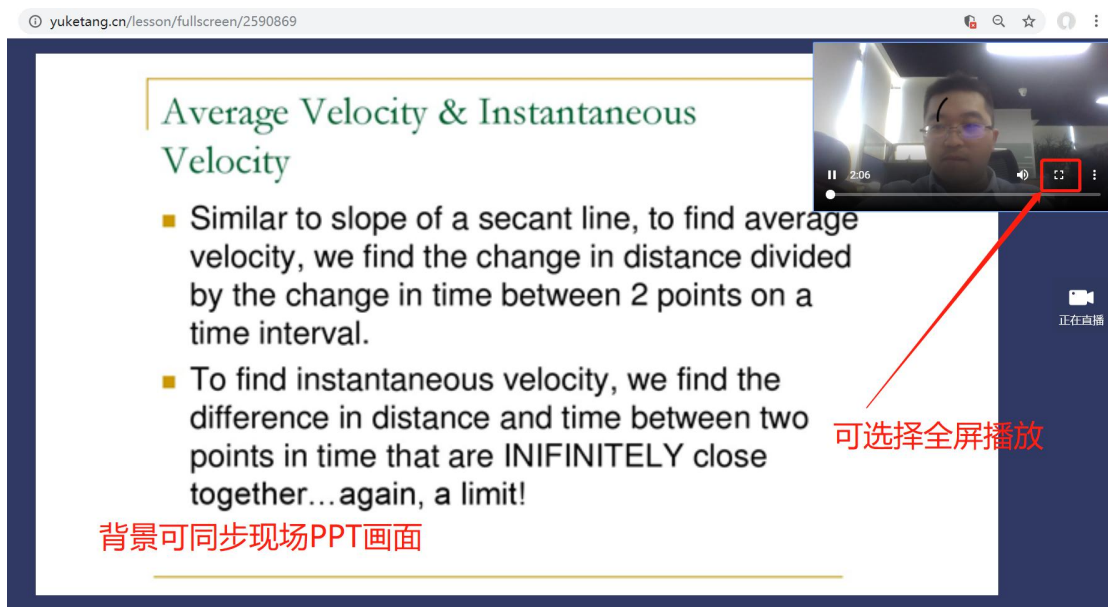 yuketang.cn/lesson/fullscreen/2590869
Average Velocity & Instantaneous
Velocity
2:06
Similar to slope of a secant line, to find average
velocity, we find the change in distance divided
by the change in time between 2 points on a
time interval.
正在直播
To find instantaneous velocity, we find the
difference in distance and time between two
points in time that are INIFINITELY close
together…again, a limit!
可选择全屏播放
背景可同步现场PPT画面